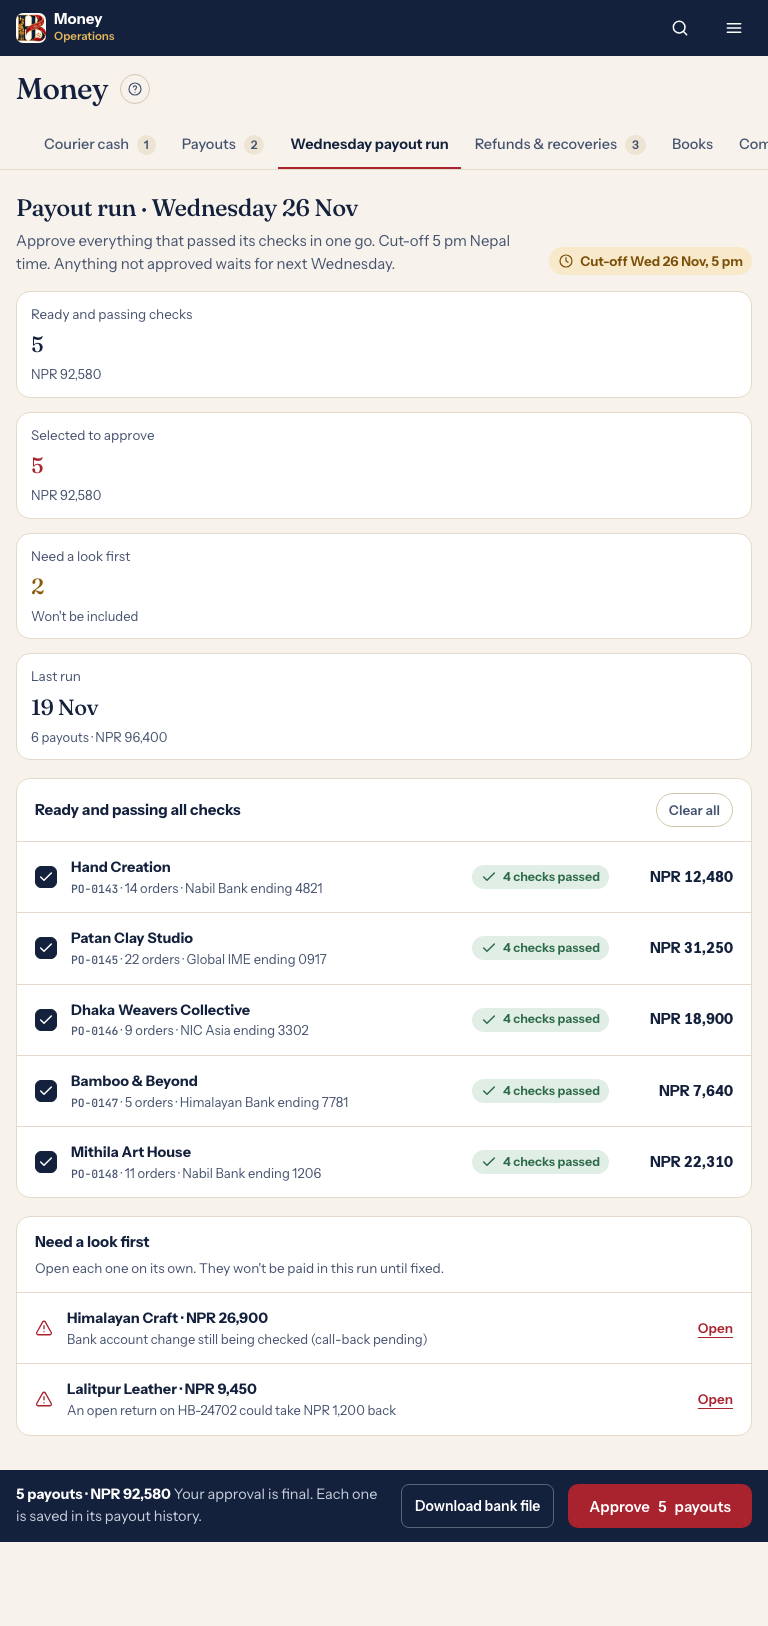 Money
Operations
Money
Courier cash 1 Payouts 2 Wednesday payout run Refunds & recoveries 3 Books Com
Payout run · Wednesday 26 Nov
Approve everything that passed its checks in one go. Cut-off 5 pm Nepal
time. Anything not approved waits for next Wednesday.
Cut-off Wed 26 Nov, 5 pm
Ready and passing checks
5
NPR 92,580
Selected to approve
5
NPR 92,580
Need a look first
2
Won't be included
Last run
19 Nov
6 payouts · NPR 96,400
Ready and passing all checks
Clear all
Hand Creation
PO-0143 · 14 orders · Nabil Bank ending 4821
4 checks passed
NPR 12,480
Patan Clay Studio
PO-0145 · 22 orders · Global IME ending 0917
4 checks passed
NPR 31,250
Dhaka Weavers Collective
PO-0146 · 9 orders · NIC Asia ending 3302
4 checks passed
NPR 18,900
Bamboo & Beyond
PO-0147 · 5 orders · Himalayan Bank ending 7781
4 checks passed
NPR 7,640
Mithila Art House
PO-0148 · 11 orders · Nabil Bank ending 1206
4 checks passed
NPR 22,310
Need a look first
Open each one on its own. They won't be paid in this run until fixed.
Himalayan Craft · NPR 26,900
Bank account change still being checked (call-back pending)
Open
Lalitpur Leather · NPR 9,450
An open return on HB-24702 could take NPR 1,200 back
Open
5 payouts · NPR 92,580 Your approval is final. Each one
is saved in its payout history.
Download bank file
Approve 5 payouts